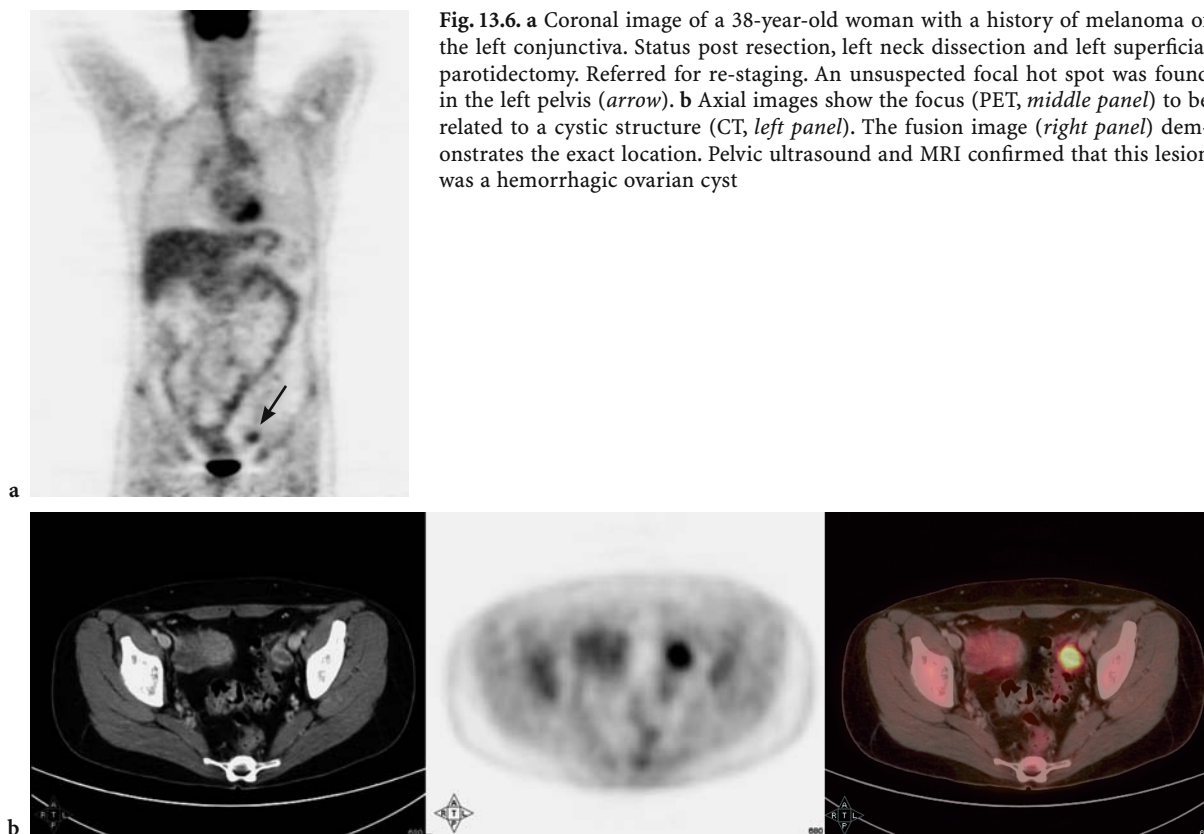 Fig. 13.6. a Coronal image of a 38-year-old woman with a history of melanoma o
the left conjunctiva. Status post resection, left neck dissection and left superficia
parotidectomy. Referred for re-staging. An unsuspected focal hot spot was found
in the left pelvis (arrow). b Axial images show the focus (PET, middle panel) to be
related to a cystic structure (CT, left panel). The fusion image (right panel) dem-
onstrates the exact location. Pelvic ultrasound and MRI confirmed that this lesion
was a hemorrhagic ovarian cyst
a
b
A
R T L
P
A
R T L
P
680
A
R T L
P